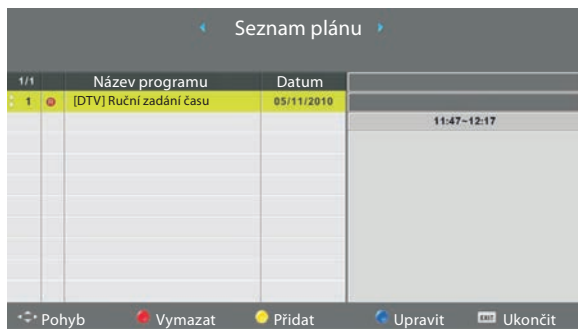 Seznam plánu
1/1 Název programu Datum
1 [DTV] Ruční zadání času 05/11/2010
11:47~12:17
Pohyb Vymazat Přidat Upravit EXIT Ukončit